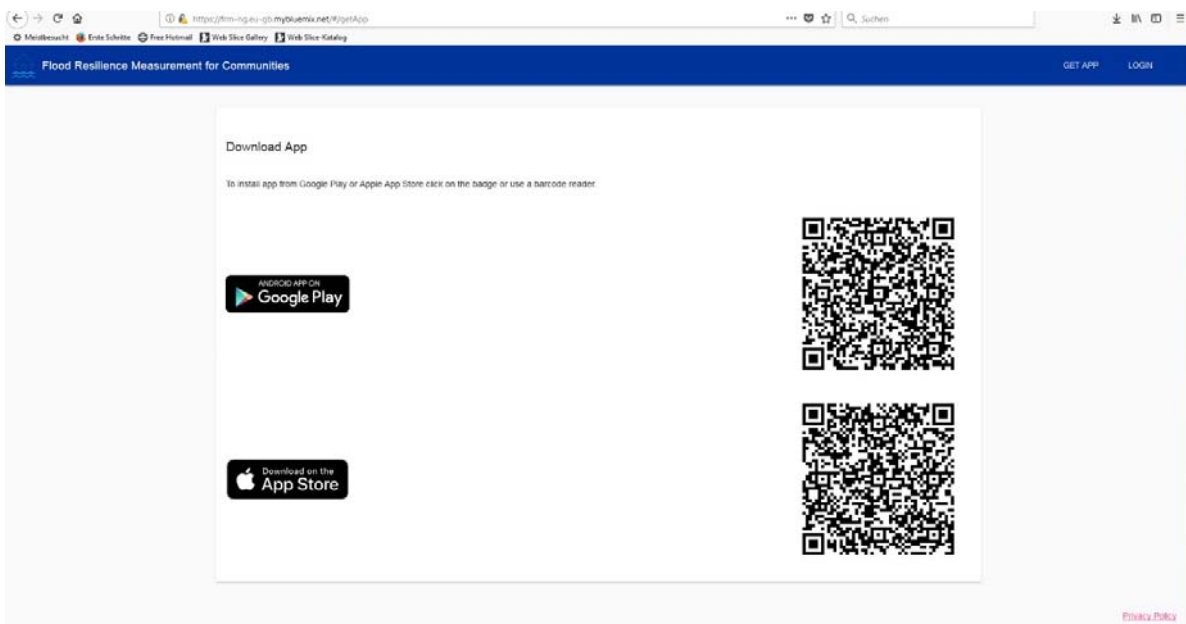 https://frm-ng.eu-gb.mybluemix.net/#/getApp
Suchen
Meistbesucht Erste Schritte Free Hotmail Web Slice Gallery Web Slice-Katalog
Flood Resilience Measurement for Communities
GET APP LOGIN
Download App
To install app from Google Play or Apple App Store click on the badge or use a barcode reader.
ANDROID APP ON
Google Play
Download on the
App Store
Privacy Policy